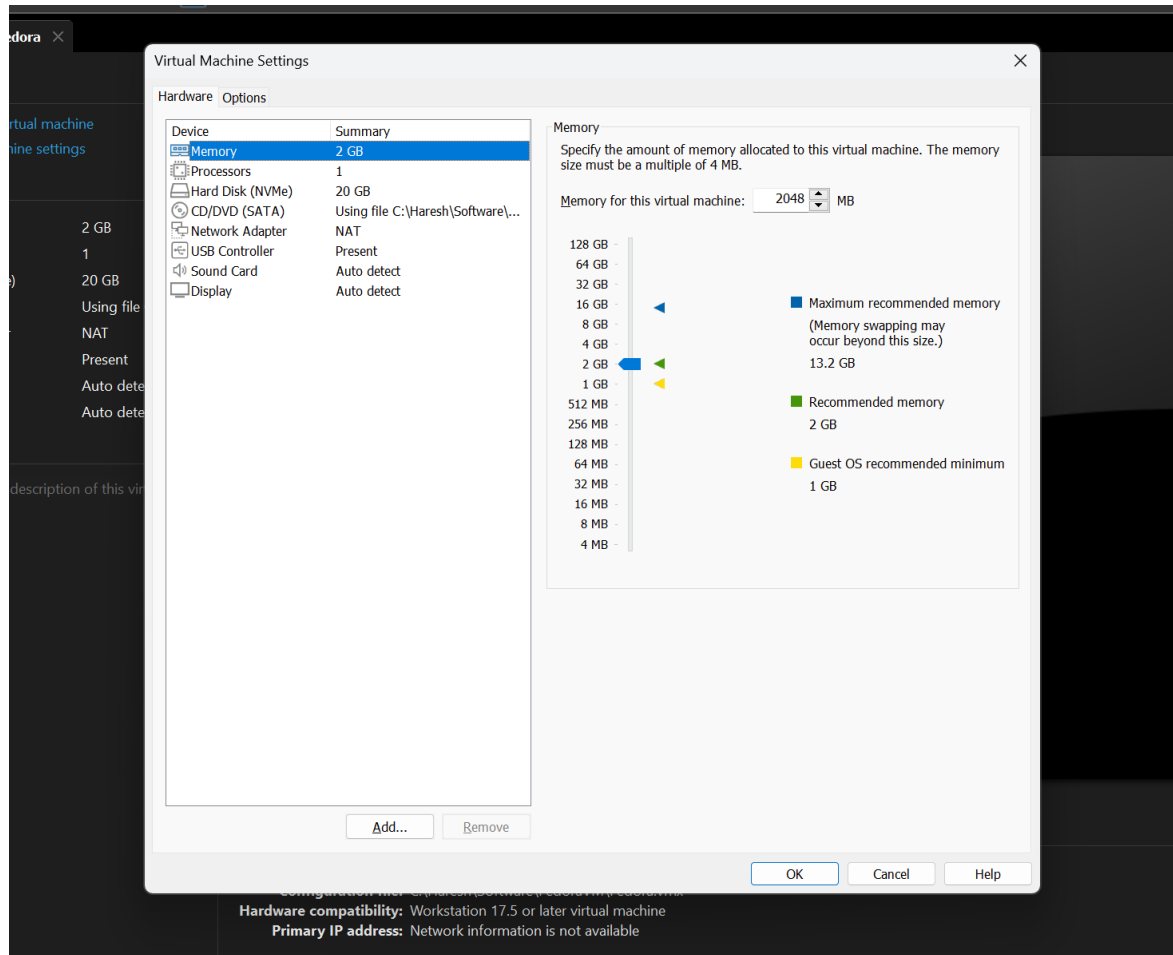 edora
Virtual Machine Settings
Hardware Options
rtual machine
hine settings
Device Summary
Memory 2 GB
Processors 1
Hard Disk (NVMe) 20 GB
CD/DVD (SATA) Using file C:\Haresh\Software\...
Network Adapter NAT
USB Controller Present
Sound Card Auto detect
Display Auto detect
2 GB
1
20 GB
Using file
NAT
Present
Auto dete
Auto dete
description of this vir
Memory
Specify the amount of memory allocated to this virtual machine. The memory
size must be a multiple of 4 MB.
Memory for this virtual machine: 2048 MB
128 GB
64 GB
32 GB
16 GB
8 GB
4 GB
2 GB
1 GB
512 MB
256 MB
128 MB
64 MB
32 MB
16 MB
8 MB
4 MB
Maximum recommended memory
(Memory swapping may
occur beyond this size.)
13.2 GB
Recommended memory
2 GB
Guest OS recommended minimum
1 GB
Add... Remove
OK Cancel Help
Hardware compatibility: Workstation 17.5 or later virtual machine
Primary IP address: Network information is not available